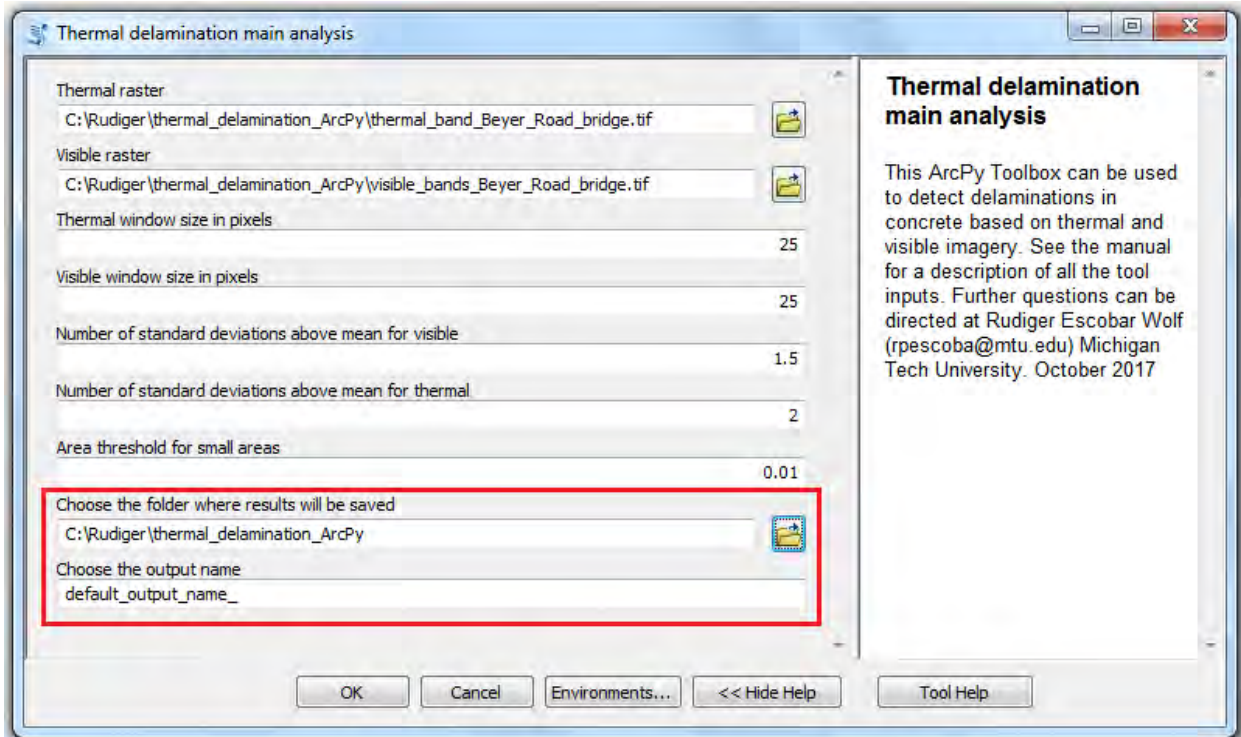 Thermal delamination main analysis
Thermal raster
C:\Rudiger\thermal_delamination_ArcPy\thermal_band_Beyer_Road_bridge.tif
Visible raster
C:\Rudiger\thermal_delamination_ArcPy\visible_bands_Beyer_Road_bridge.tif
Thermal window size in pixels
25
Visible window size in pixels
25
Number of standard deviations above mean for visible
1.5
Number of standard deviations above mean for thermal
2
Area threshold for small areas
0.01
Choose the folder where results will be saved
C:\Rudiger\thermal_delamination_ArcPy
Choose the output name
default_output_name_
OK
Cancel
Environments...
<< Hide Help
Thermal delamination
main analysis
This ArcPy Toolbox can be used
to detect delaminations in
concrete based on thermal and
visible imagery. See the manual
for a description of all the tool
inputs. Further questions can be
directed at Rudiger Escobar Wolf
(rpescoba@mtu.edu) Michigan
Tech University. October 2017
Tool Help